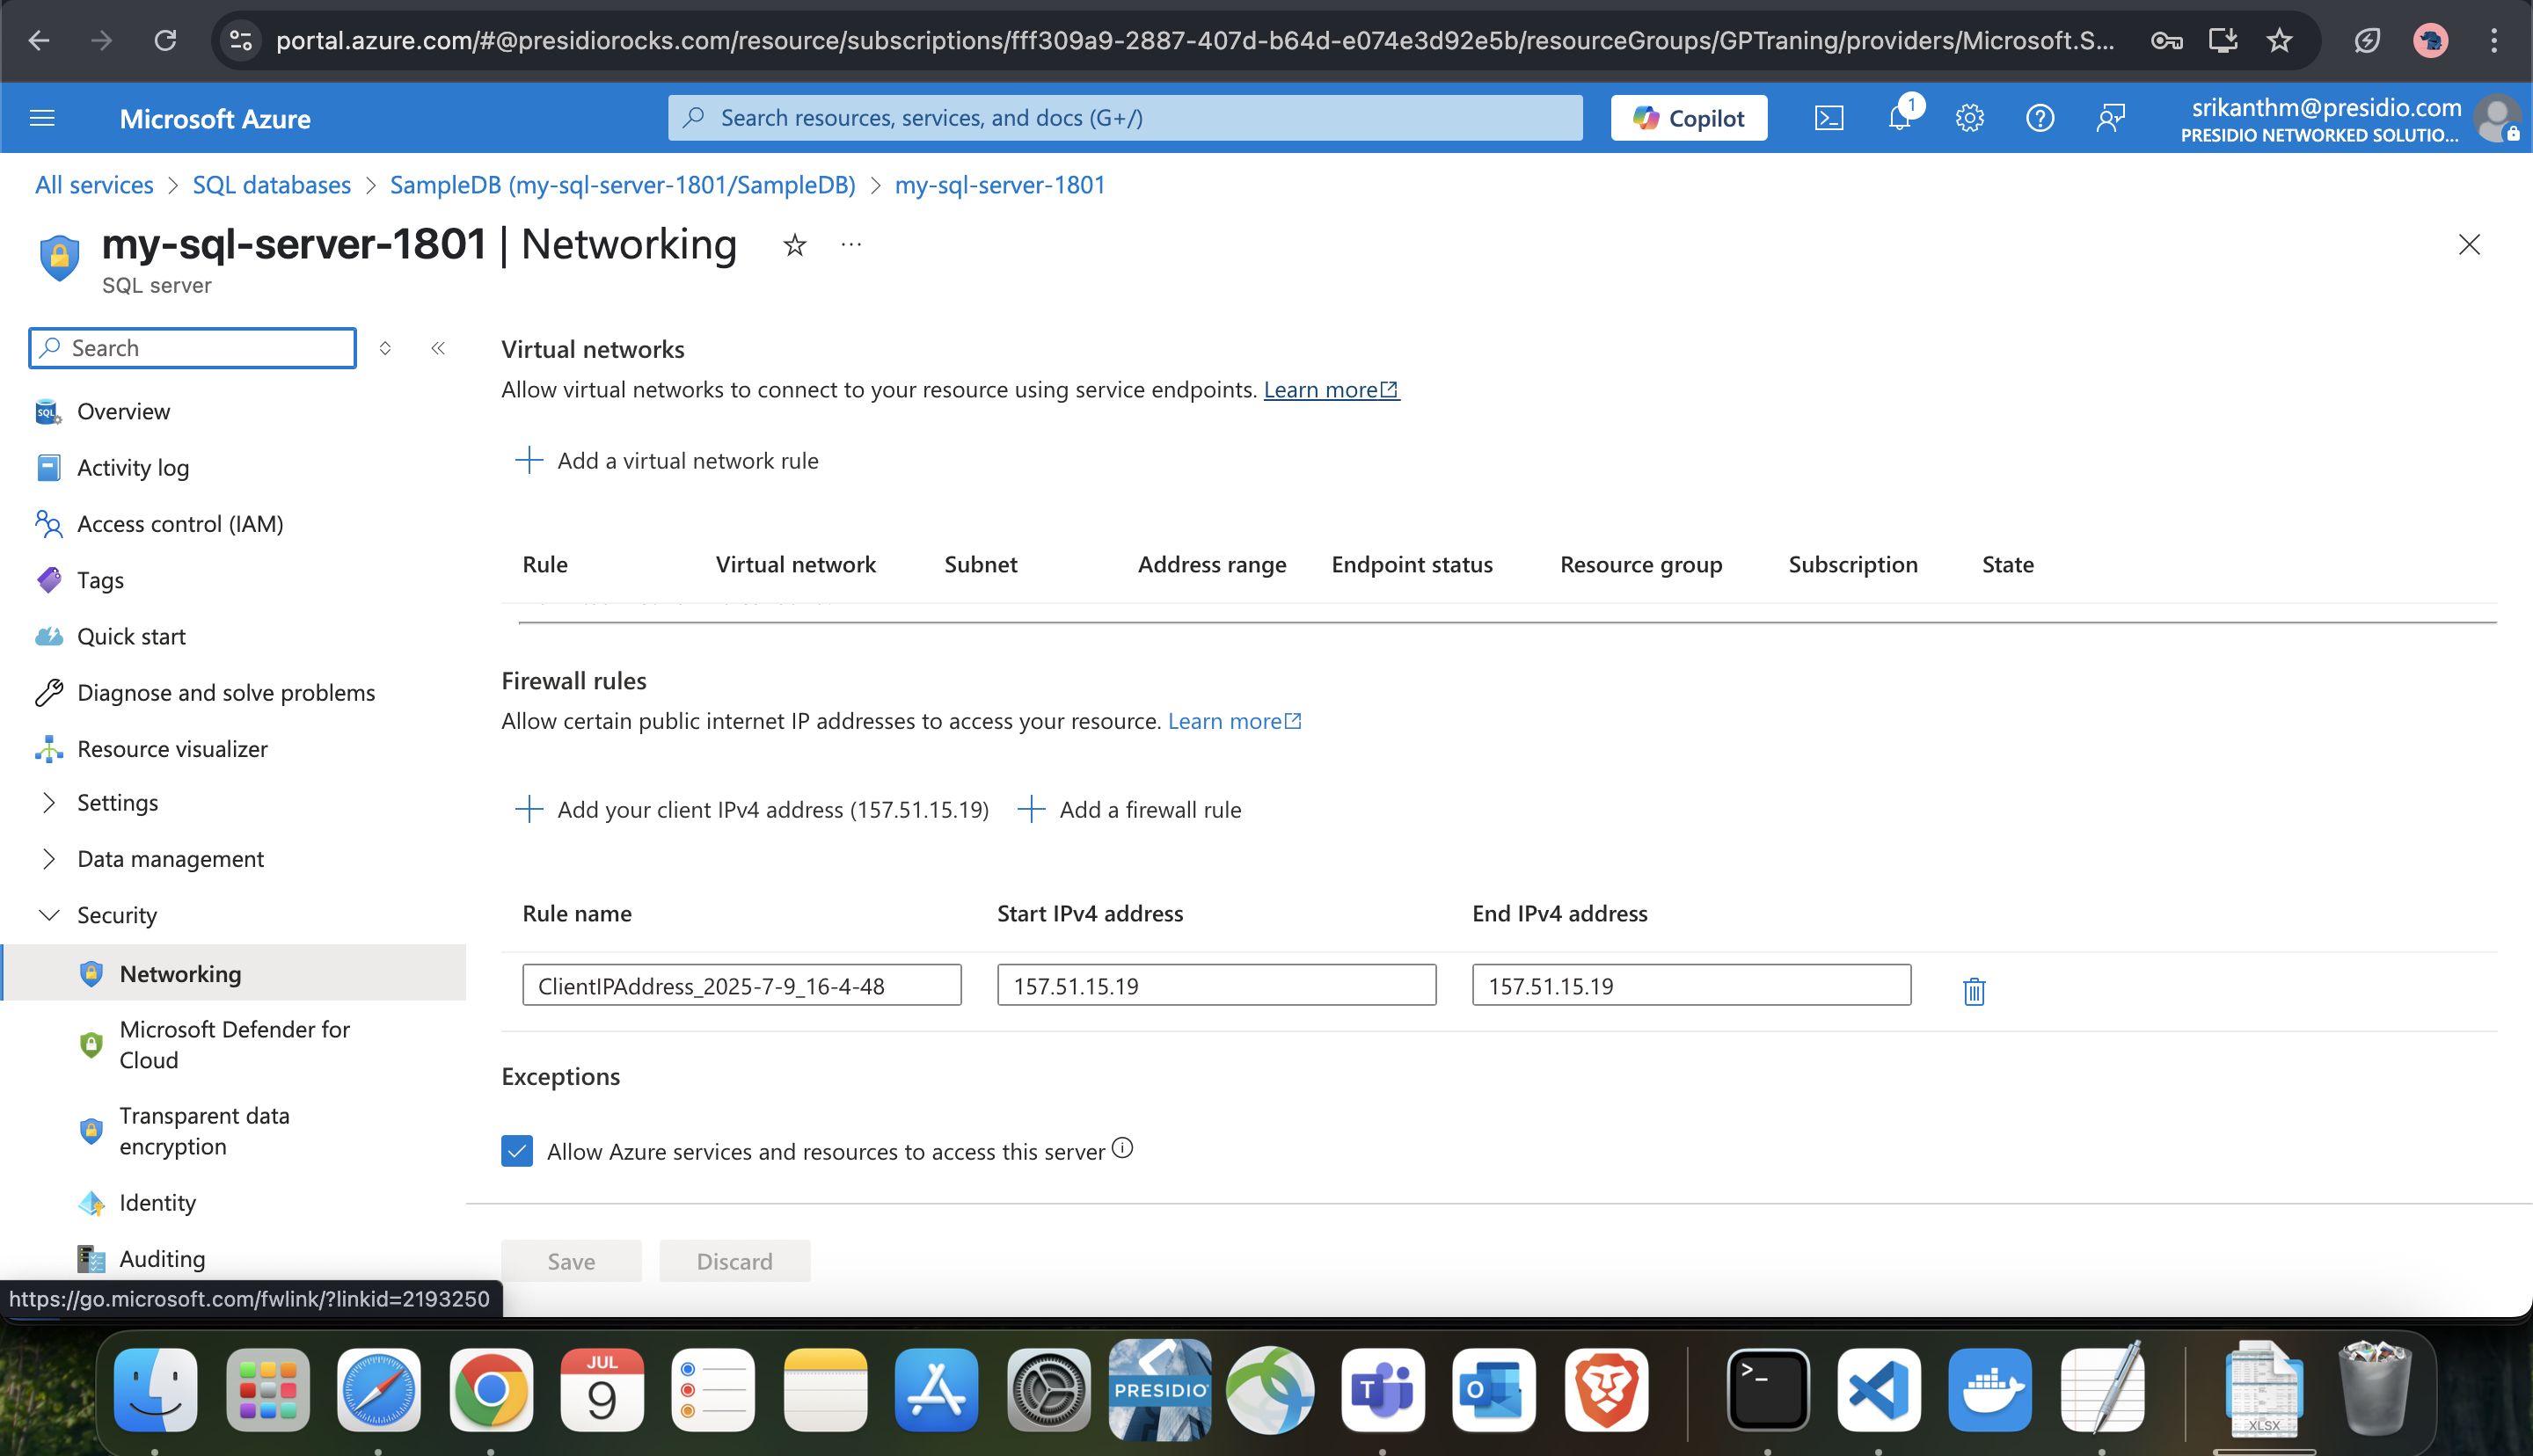 portal.azure.com/#@presidiorocks.com/resource/subscriptions/fff309a9-2887-407d-b64d-e074e3d92e5b/resourceGroups/GPTraning/providers/Microsoft.S...
Microsoft Azure
Search resources, services, and docs (G+/)
Copilot
1
srikanthm@presidio.com
PRESIDIO NETWORKED SOLUTIO...
All services > SQL databases > SampleDB (my-sql-server-1801/SampleDB) > my-sql-server-1801
my-sql-server-1801 | Networking
SQL server
Search
Overview
Activity log
Access control (IAM)
Tags
Quick start
Diagnose and solve problems
Resource visualizer
Settings
Data management
Security
Networking
Microsoft Defender for
Cloud
Transparent data
encryption
Identity
Auditing
https://go.microsoft.com/fwlink/?linkid=2193250
Virtual networks
Allow virtual networks to connect to your resource using service endpoints. Learn more
Add a virtual network rule
Rule Virtual network Subnet Address range Endpoint status Resource group Subscription State
Firewall rules
Allow certain public internet IP addresses to access your resource. Learn more
Add your client IPv4 address (157.51.15.19) Add a firewall rule
Rule name Start IPv4 address End IPv4 address
ClientIPAddress_2025-7-9_16-4-48 157.51.15.19 157.51.15.19
Exceptions
Allow Azure services and resources to access this server
Save Discard
JUL
9
PRESIDIO
XLSX